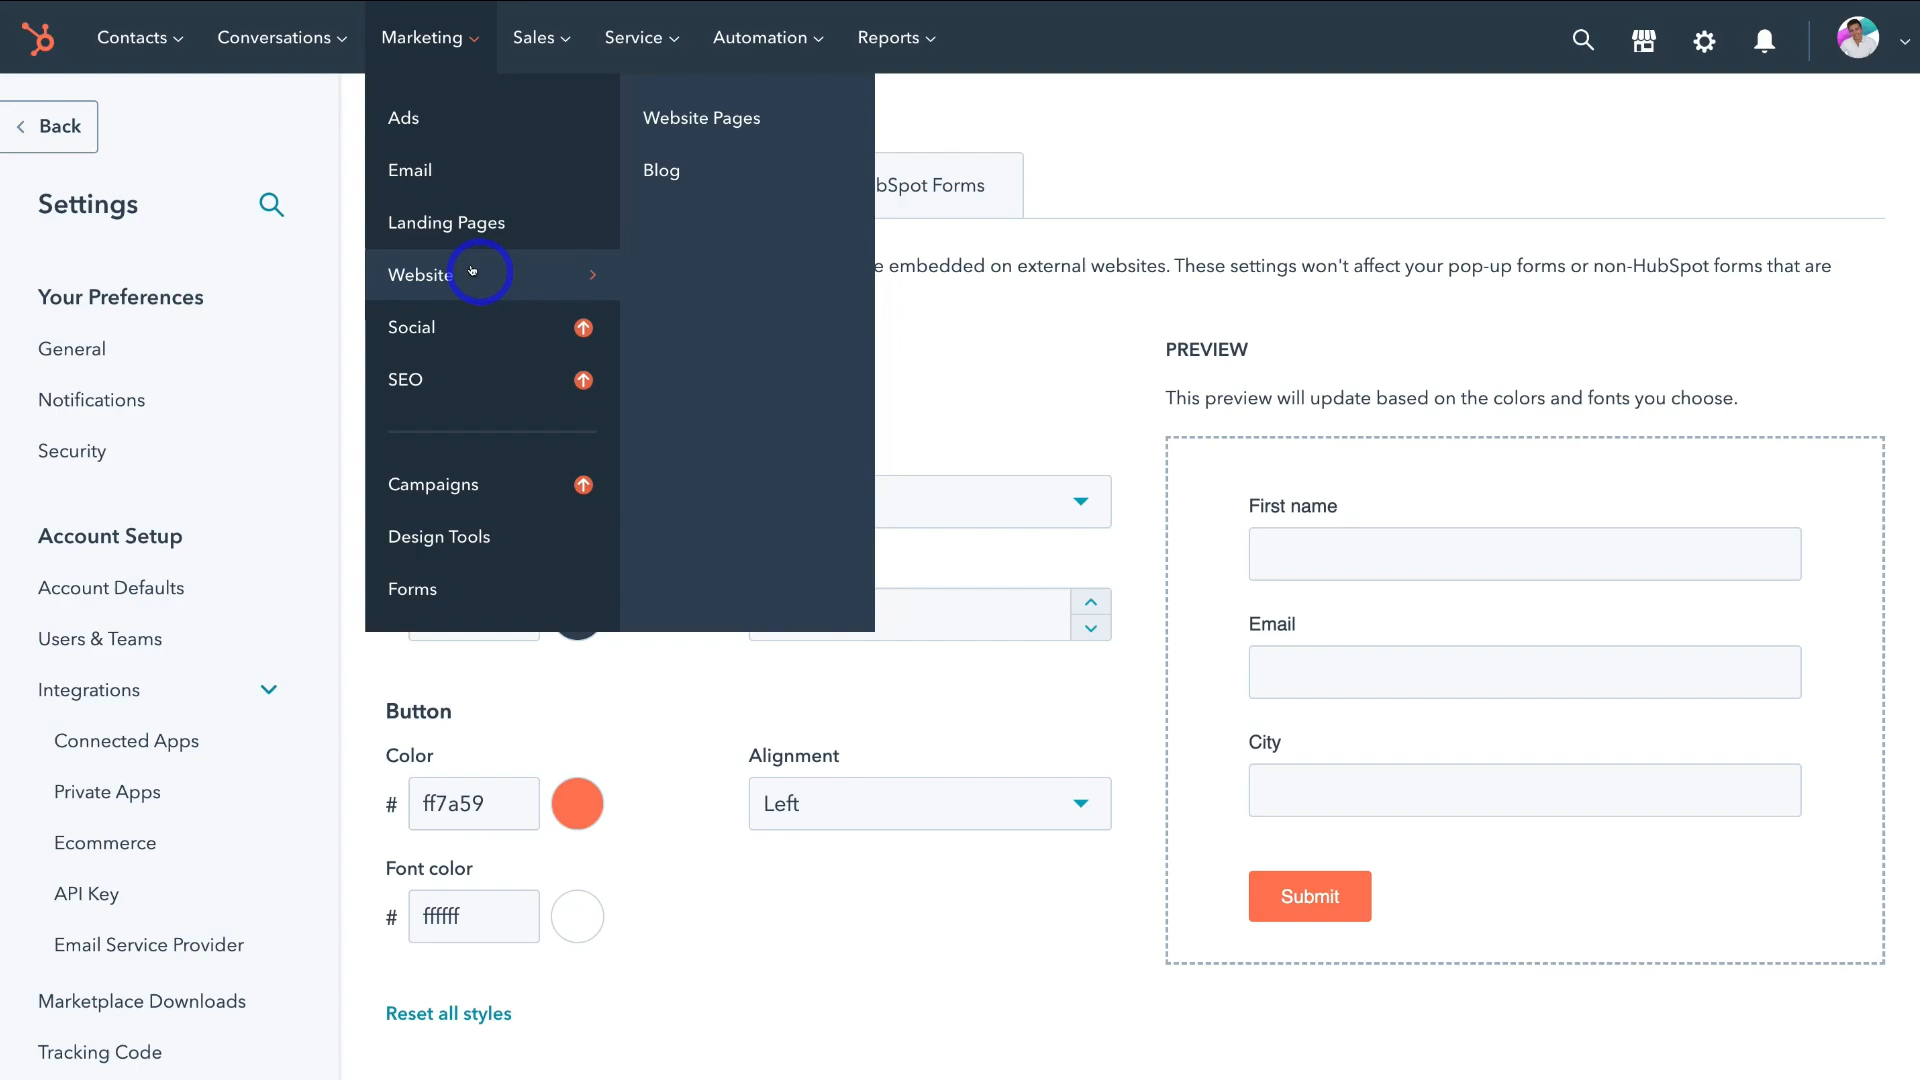 Contacts
Conversations
Marketing
Sales
Service
Automation
Reports
Back
Settings
Your Preferences
General
Notifications
Security
Account Setup
Account Defaults
Users & Teams
Integrations
Connected Apps
Private Apps
Ecommerce
API Key
Email Service Provider
Marketplace Downloads
Tracking Code
Ads
Email
Landing Pages
Website
Social
SEO
Campaigns
Design Tools
Forms
Website Pages
Blog
bSpot Forms
e embedded on external websites. These settings won't affect your pop-up forms or non-HubSpot forms that are
Button
Color
# ff7a59
Alignment
Left
Font color
# ffffff
Reset all styles
PREVIEW
This preview will update based on the colors and fonts you choose.
First name
Email
City
Submit